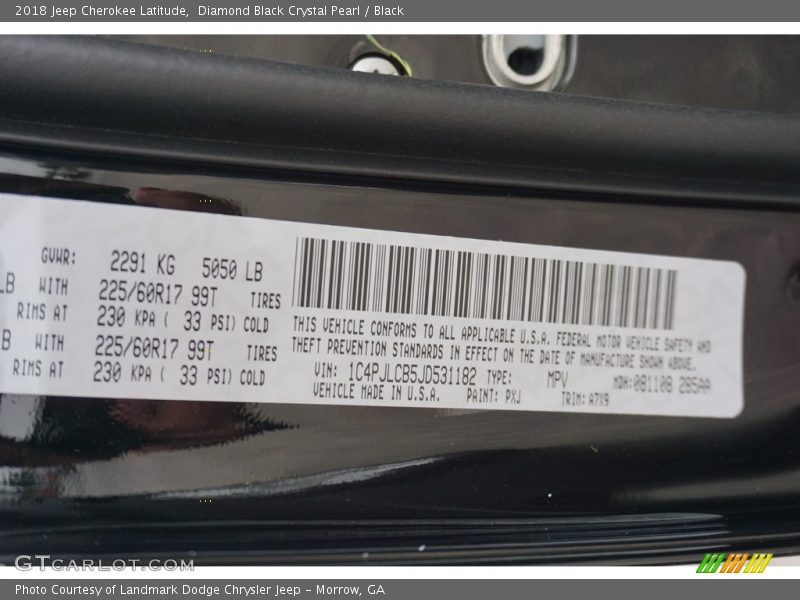 2018 Jeep Cherokee Latitude, Diamond Black Crystal Pearl / Black
GVWR: 2291 KG 5050 LB
LB WITH 225/60R17 99T TIRES
RIMS AT 230 KPA ( 33 PSI) COLD
B WITH 225/60R17 99T TIRES
RIMS AT 230 KPA ( 33 PSI) COLD
THIS VEHICLE CONFORMS TO ALL APPLICABLE U.S.A. FEDERAL MOTOR VEHICLE SAFETY AND
THEFT PREVENTION STANDARDS IN EFFECT ON THE DATE OF MANUFACTURE SHOWN ABOVE.
VIN: 1C4PJLCB5JD531182 TYPE: MPV MDH:081106 285AA
VEHICLE MADE IN U.S.A. PAINT: PXJ TRIM: A7X9
GTCARLOT.COM
Photo Courtesy of Landmark Dodge Chrysler Jeep – Morrow, GA